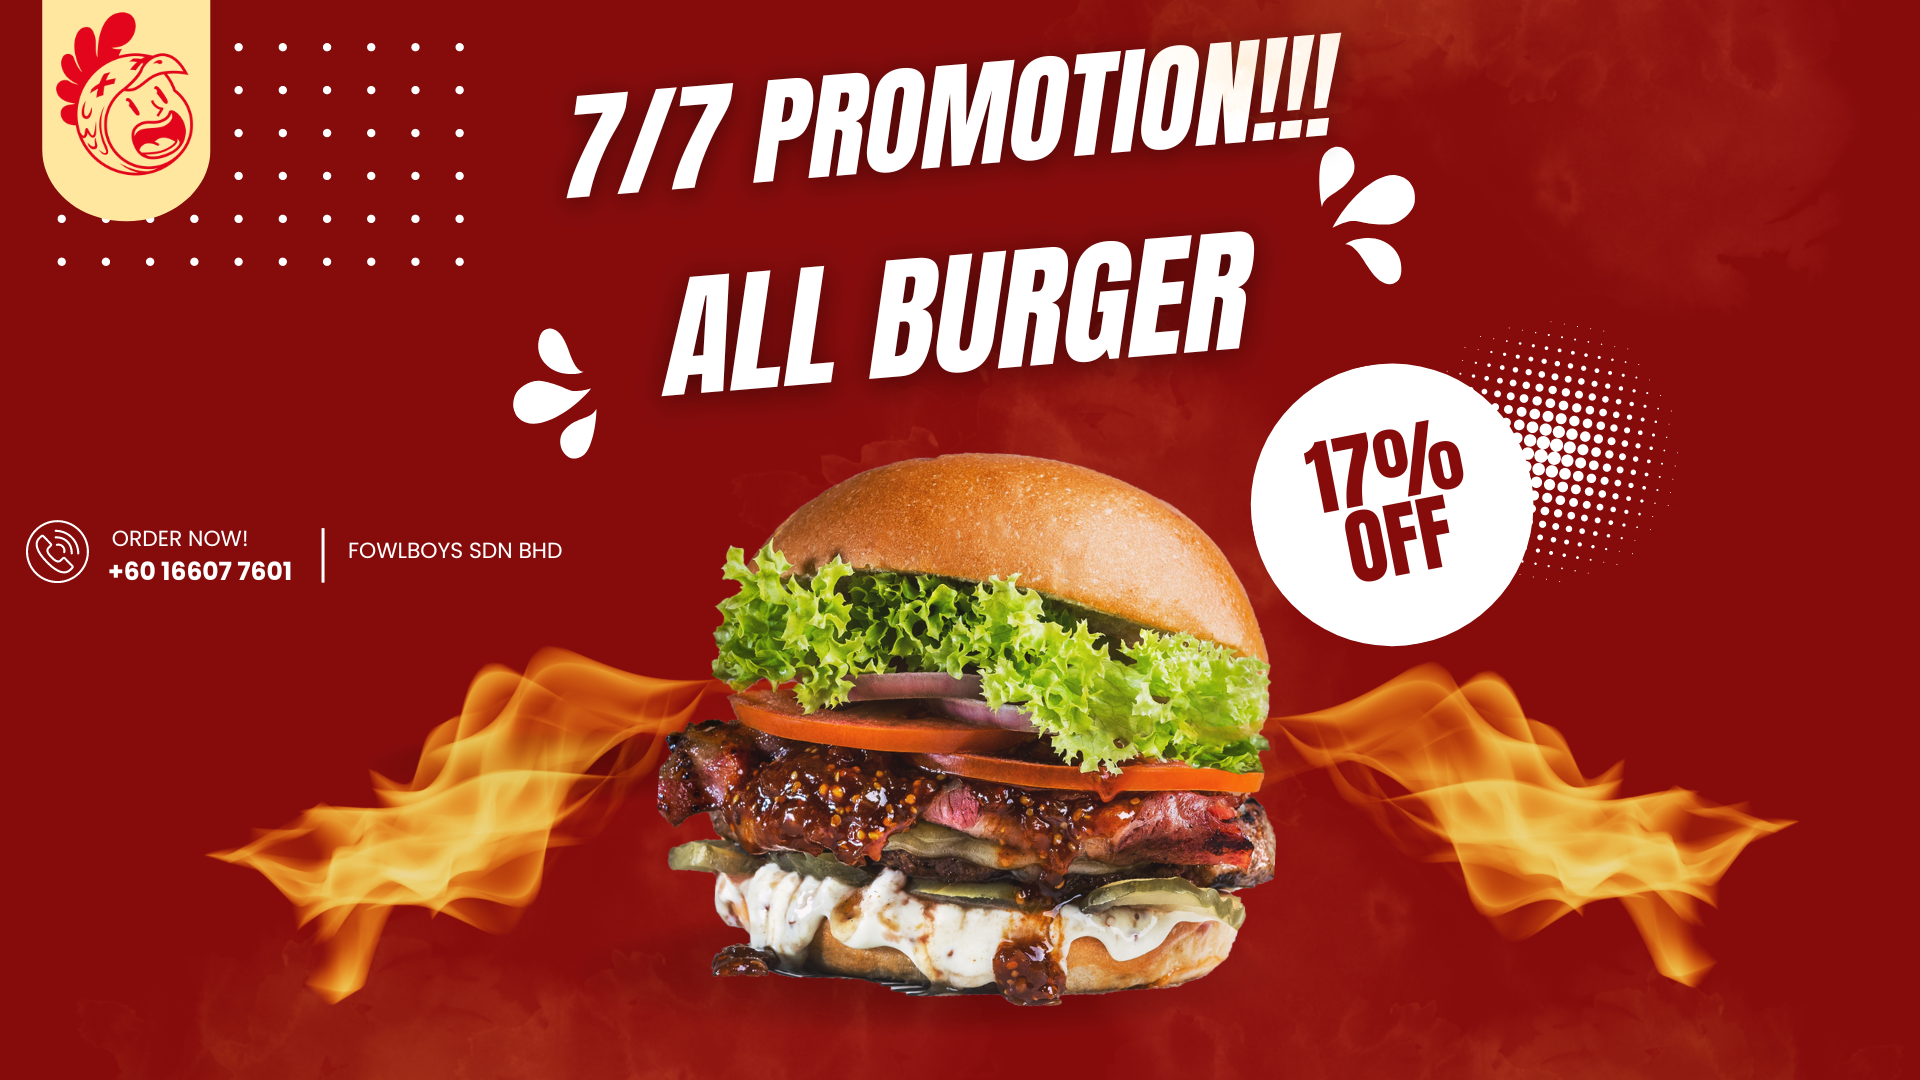 7/7 PROMOTION!!!
ALL BURGER
17%
OFF
ORDER NOW!
+60 16607 7601
FOWLBOYS SDN BHD